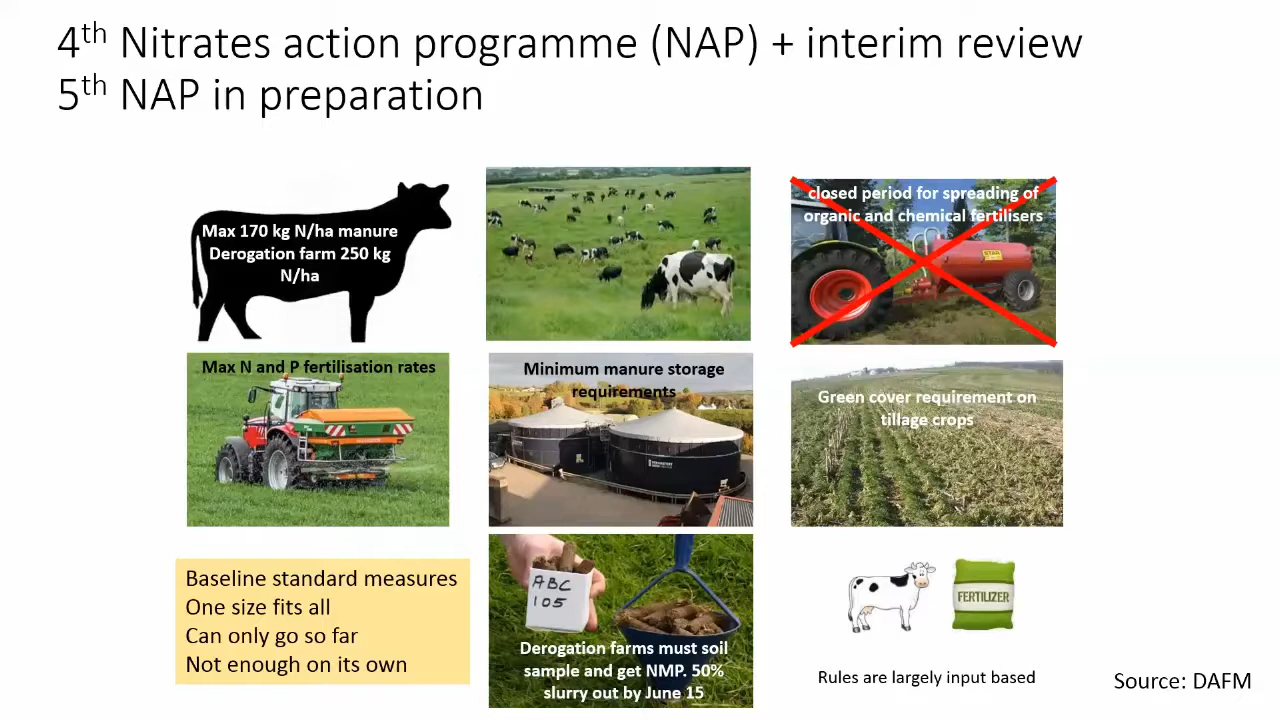 4th Nitrates action programme (NAP) + interim review
5th NAP in preparation
Max 170 kg N/ha manure
Derogation farm 250 kg
N/ha
closed period for spreading of
organic and chemical fertilisers
Max N and P fertilisation rates
Minimum manure storage
requirements
Green cover requirement on
tillage crops
Baseline standard measures
One size fits all
Can only go so far
Not enough on its own
ABC
105
Derogation farms must soil
sample and get NMP. 50%
slurry out by June 15
FERTILIZER
Rules are largely input based
Source: DAFM